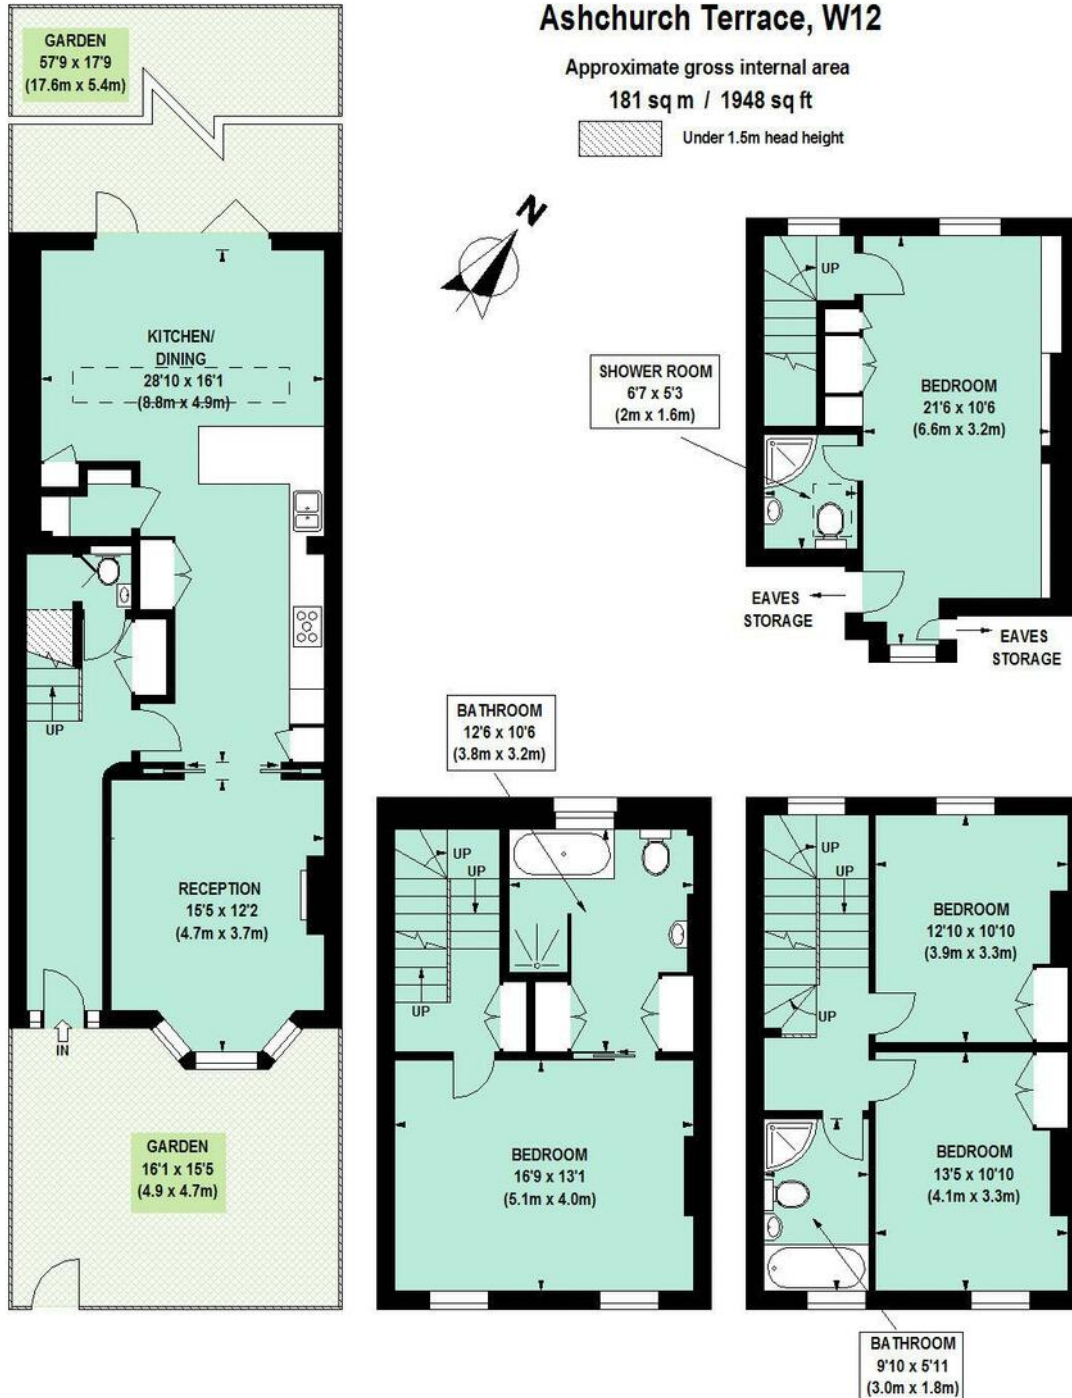 Ashchurch Terrace, W12
Approximate gross internal area
181 sq m / 1948 sq ft
Under 1.5m head height
GARDEN
57'9 x 17'9
(17.6m x 5.4m)
N
KITCHEN/
DINING
28'10 x 16'1
(8.8m x 4.9m)
UP
RECEPTION
15'5 x 12'2
(4.7m x 3.7m)
IN
GARDEN
16'1 x 15'5
(4.9 x 4.7m)
UP
SHOWER ROOM
6'7 x 5'3
(2m x 1.6m)
BEDROOM
21'6 x 10'6
(6.6m x 3.2m)
EAVES
STORAGE
EAVES
STORAGE
BATHROOM
12'6 x 10'6
(3.8m x 3.2m)
UP
UP
UP
BEDROOM
16'9 x 13'1
(5.1m x 4.0m)
UP
UP
UP
BEDROOM
12'10 x 10'10
(3.9m x 3.3m)
BEDROOM
13'5 x 10'10
(4.1m x 3.3m)
BATHROOM
9'10 x 5'11
(3.0m x 1.8m)